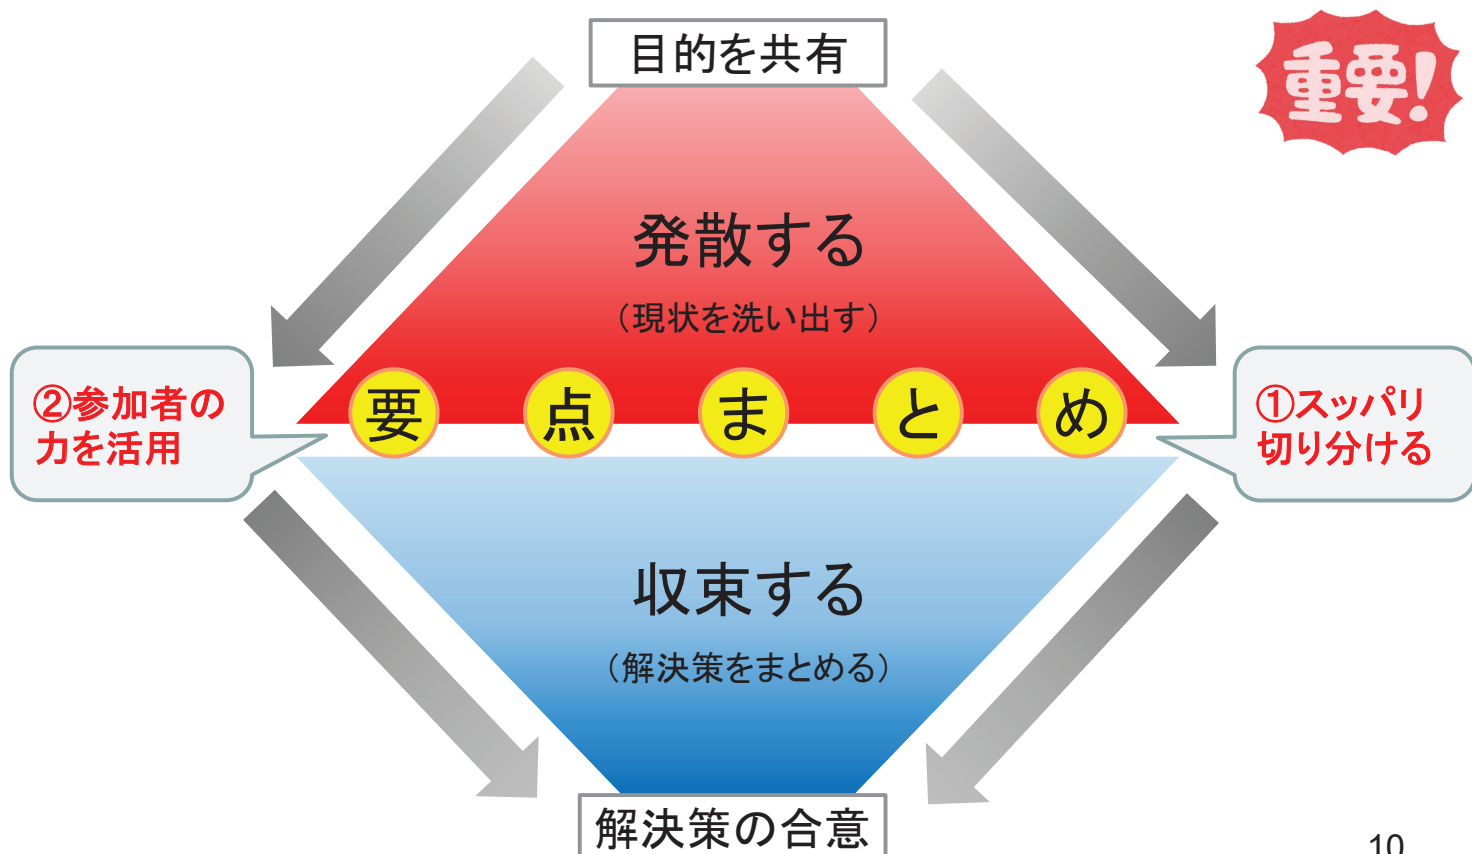 目的を共有
重要!
発散する
（現状を洗い出す）
②参加者の
力を活用
要点まとめ
①スッパリ
切り分ける
収束する
（解決策をまとめる）
解決策の合意
10